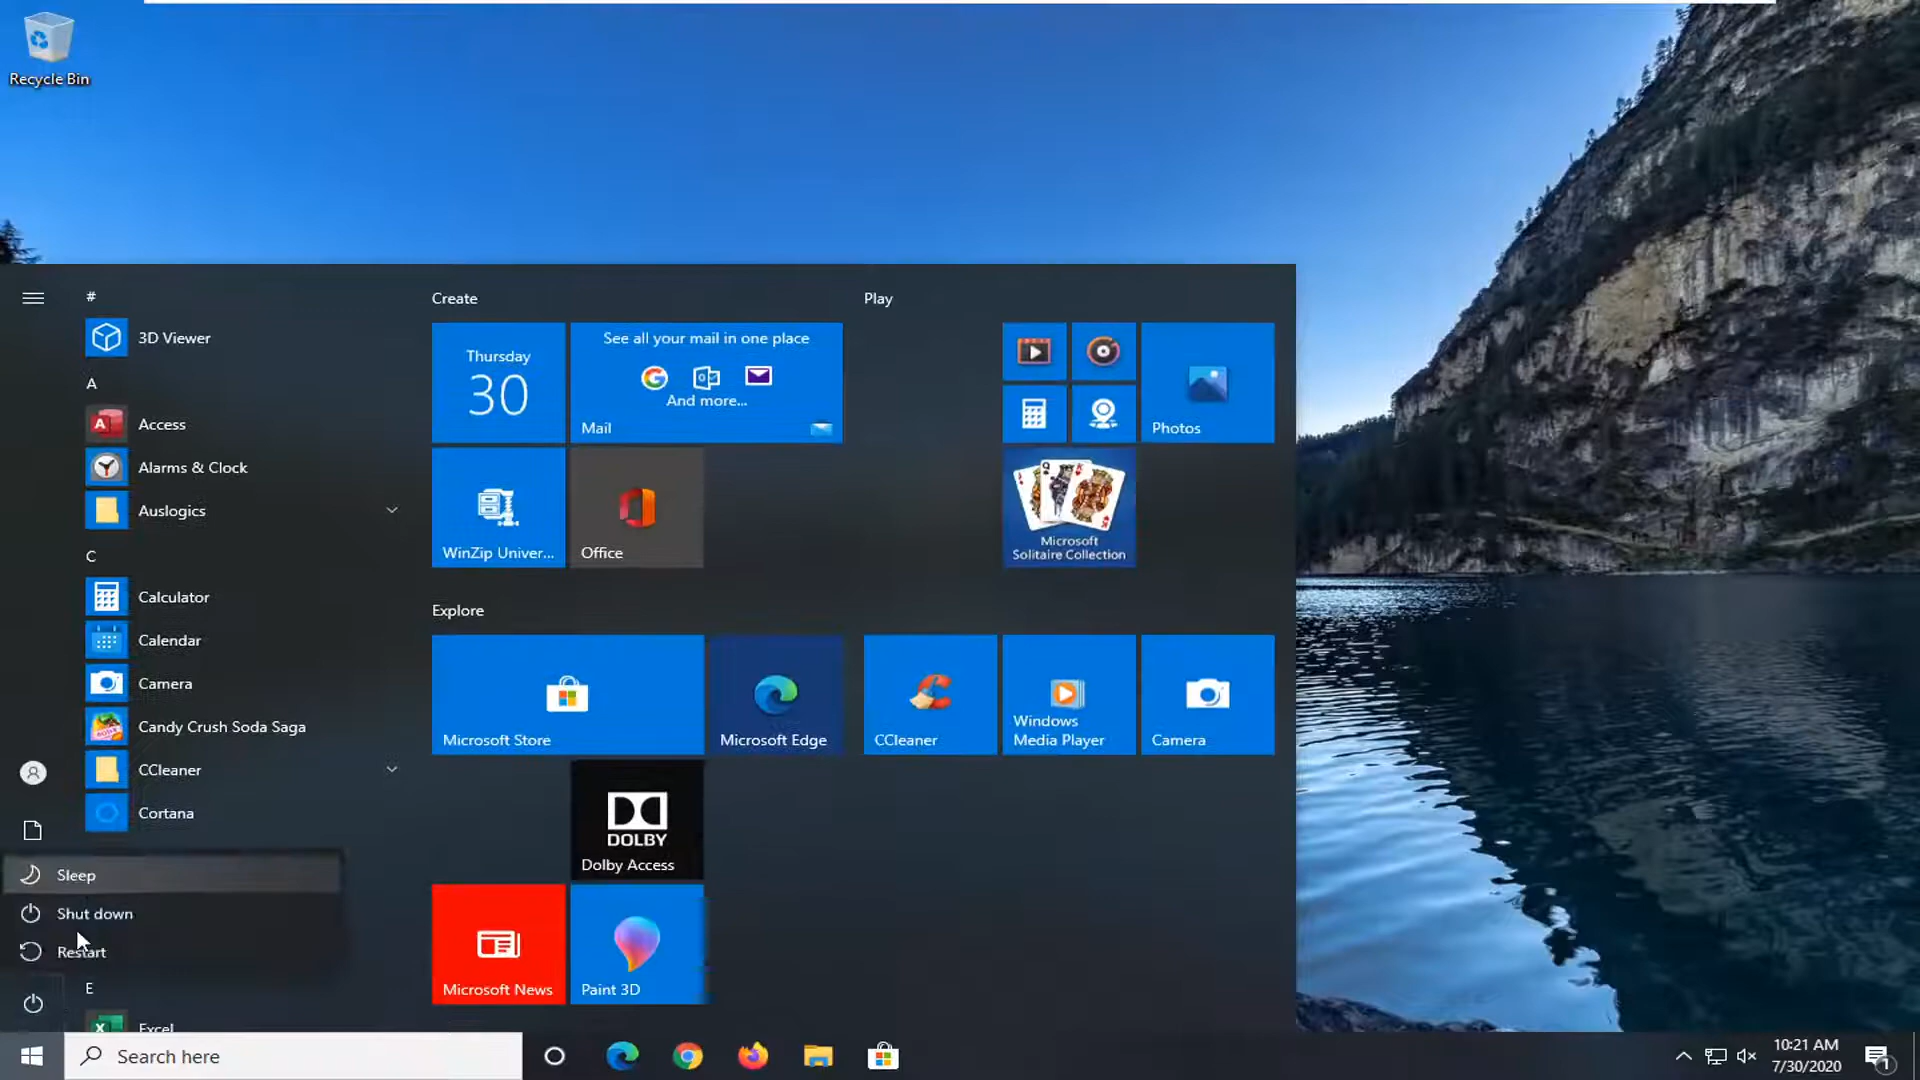 Recycle Bin
#
3D Viewer
A
Access
Alarms & Clock
Auslogics
C
Calculator
Calendar
Camera
Candy Crush Soda Saga
CCleaner
Cortana
Sleep
Shut down
Restart
E
Excel
Create
Thursday
30
See all your mail in one place
And more...
Mail
WinZip Univer...
Office
Play
Photos
Microsoft
Solitaire Collection
Explore
Microsoft Store
Microsoft Edge
CCleaner
Windows
Media Player
Camera
DOLBY
Dolby Access
Microsoft News
Paint 3D
Search here
10:21 AM
7/30/2020
1